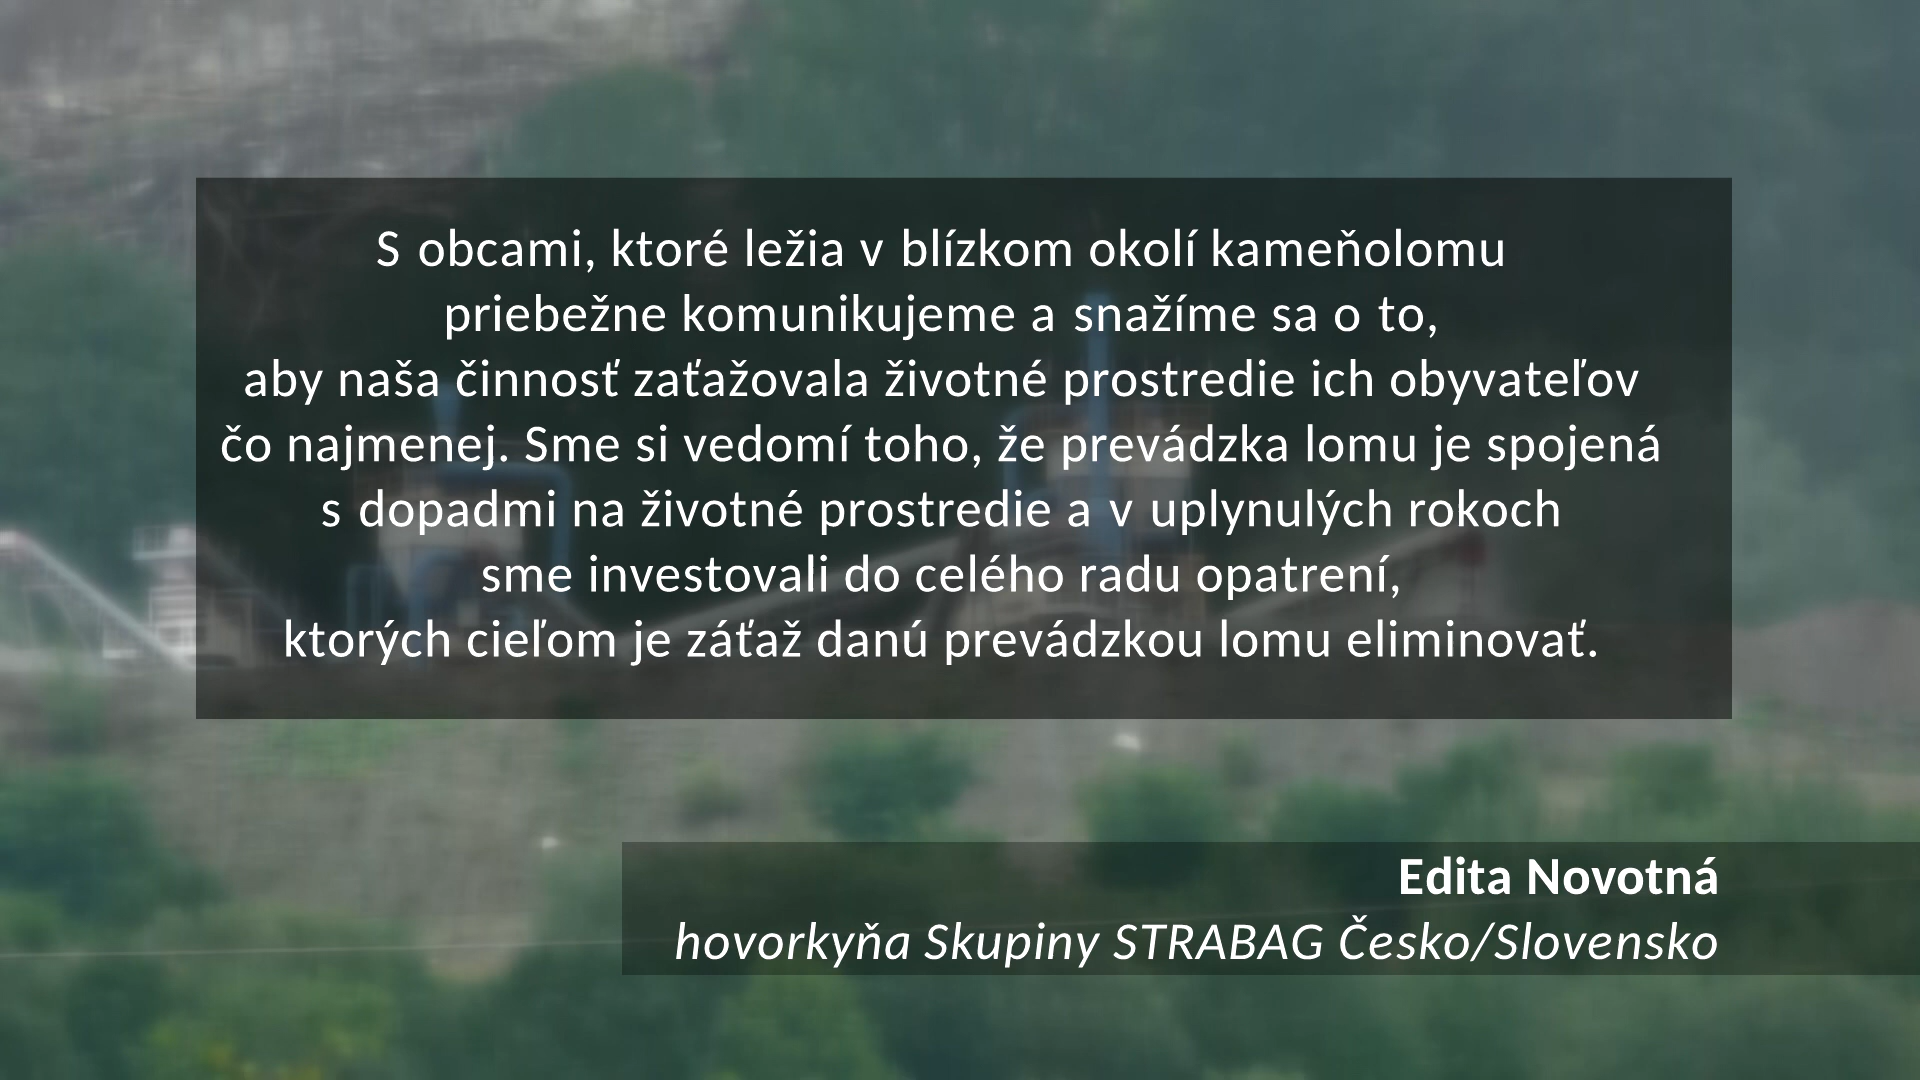 S obcami, ktoré ležia v blízkom okolí kameňolomu
priebežne komunikujeme a snažíme sa o to,
aby naša činnosť zaťažovala životné prostredie ich obyvateľov
čo najmenej. Sme si vedomí toho, že prevádzka lomu je spojená
s dopadmi na životné prostredie a v uplynulých rokoch
sme investovali do celého radu opatrení,
ktorých cieľom je záťaž danú prevádzkou lomu eliminovať.
Edita Novotná
hovorkyňa Skupiny STRABAG Česko/Slovensko